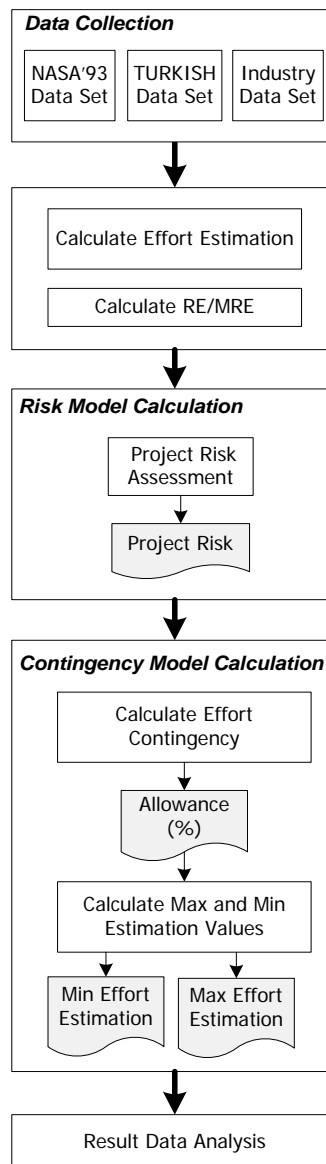 Data Collection
NASA'93
Data Set
TURKISH
Data Set
Industry
Data Set
Calculate Effort Estimation
Calculate RE/MRE
Risk Model Calculation
Project Risk
Assessment
Project Risk
Contingency Model Calculation
Calculate Effort
Contingency
Allowance
(%)
Calculate Max and Min
Estimation Values
Min Effort
Estimation
Max Effort
Estimation
Result Data Analysis